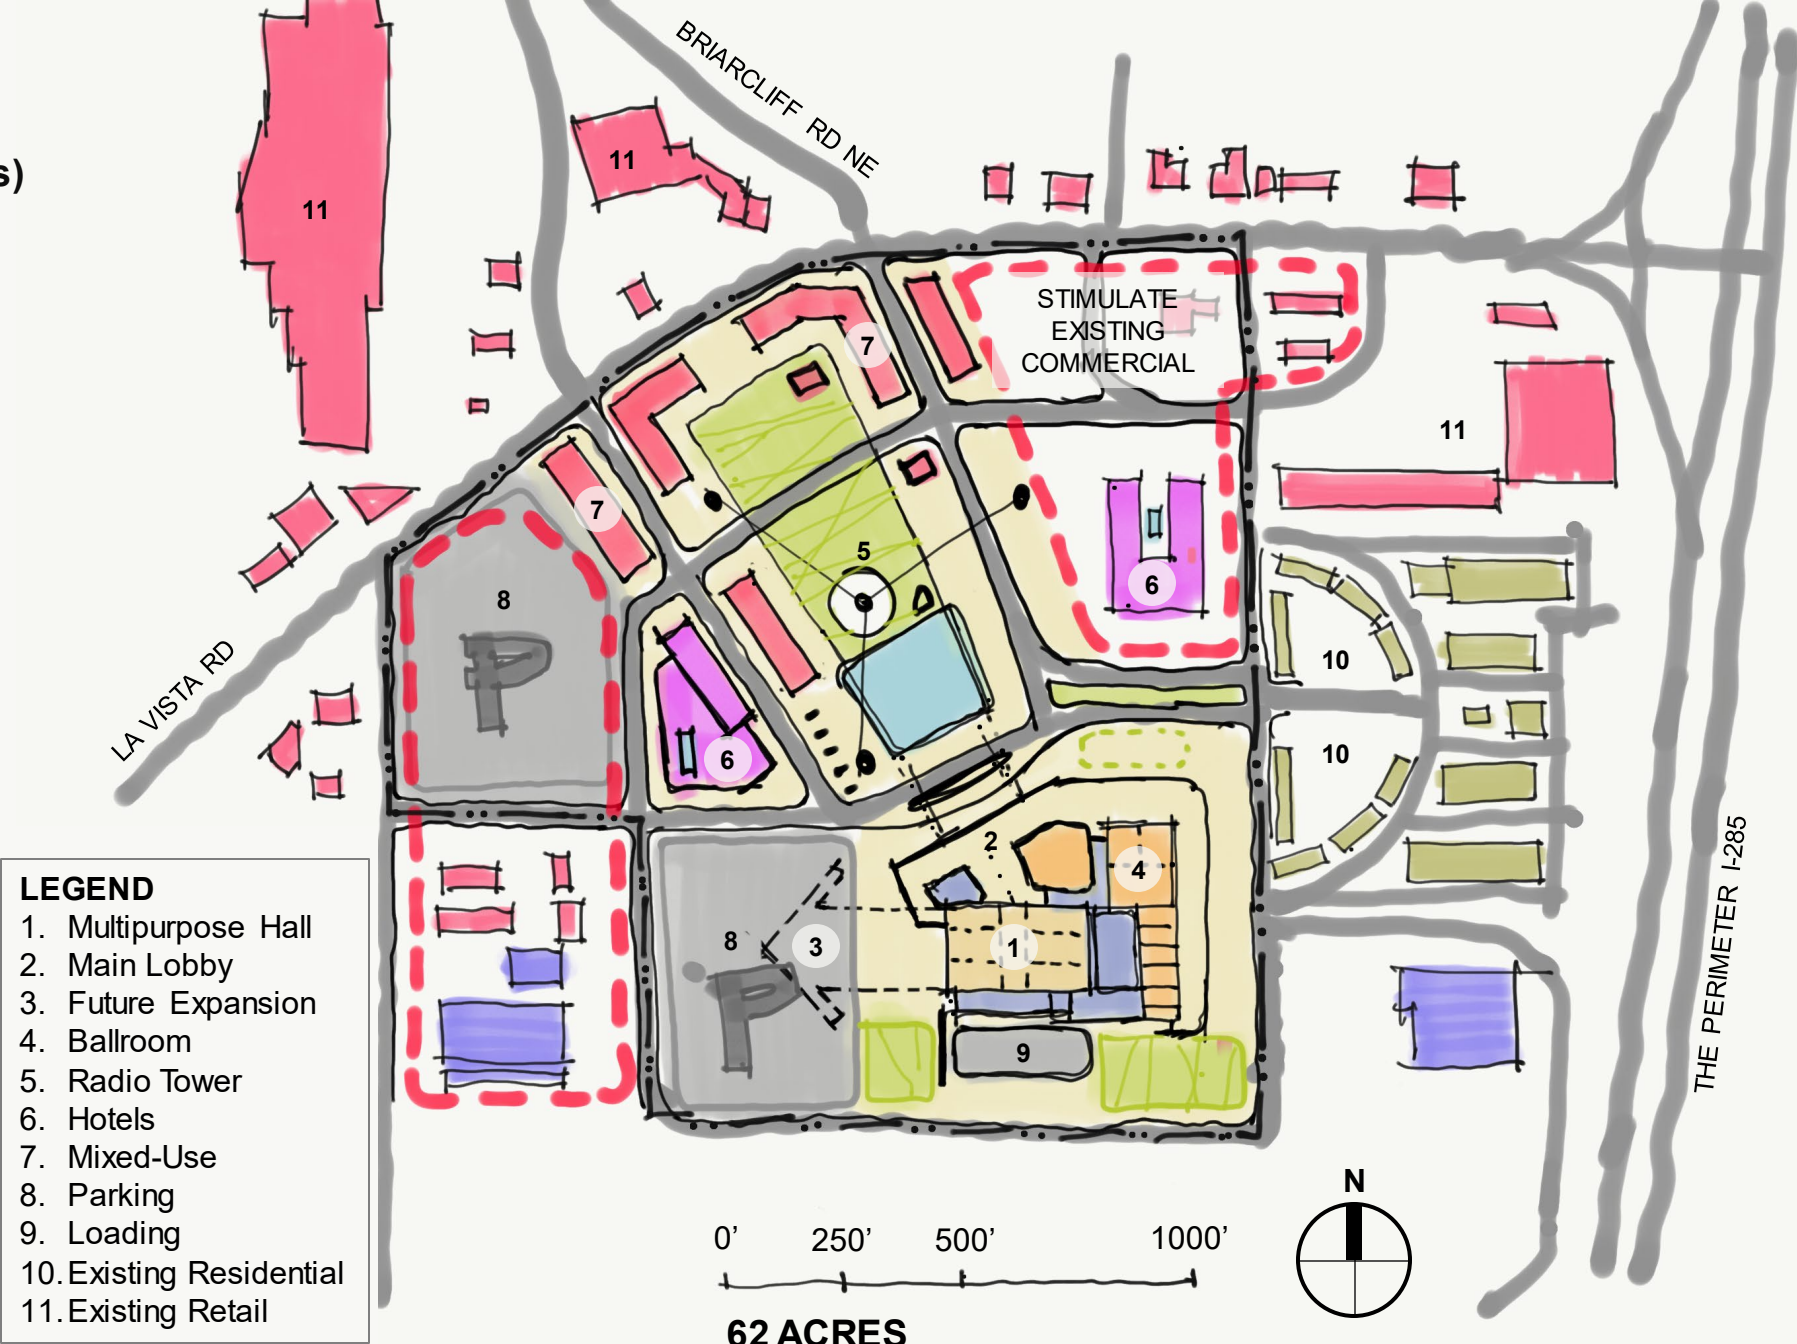 BRIARCLIFF RD NE
s)
11
11
STIMULATE
EXISTING
COMMERCIAL
7
11
7
5
6
8
10
LA VISTA RD
10
6
2
4
THE PERIMETER I-285
8
3
1
9
LEGEND
1. Multipurpose Hall
2. Main Lobby
3. Future Expansion
4. Ballroom
5. Radio Tower
6. Hotels
7. Mixed-Use
8. Parking
9. Loading
10. Existing Residential
11. Existing Retail
P
P
N
0’ 250’ 500’ 1000’
62 ACRES